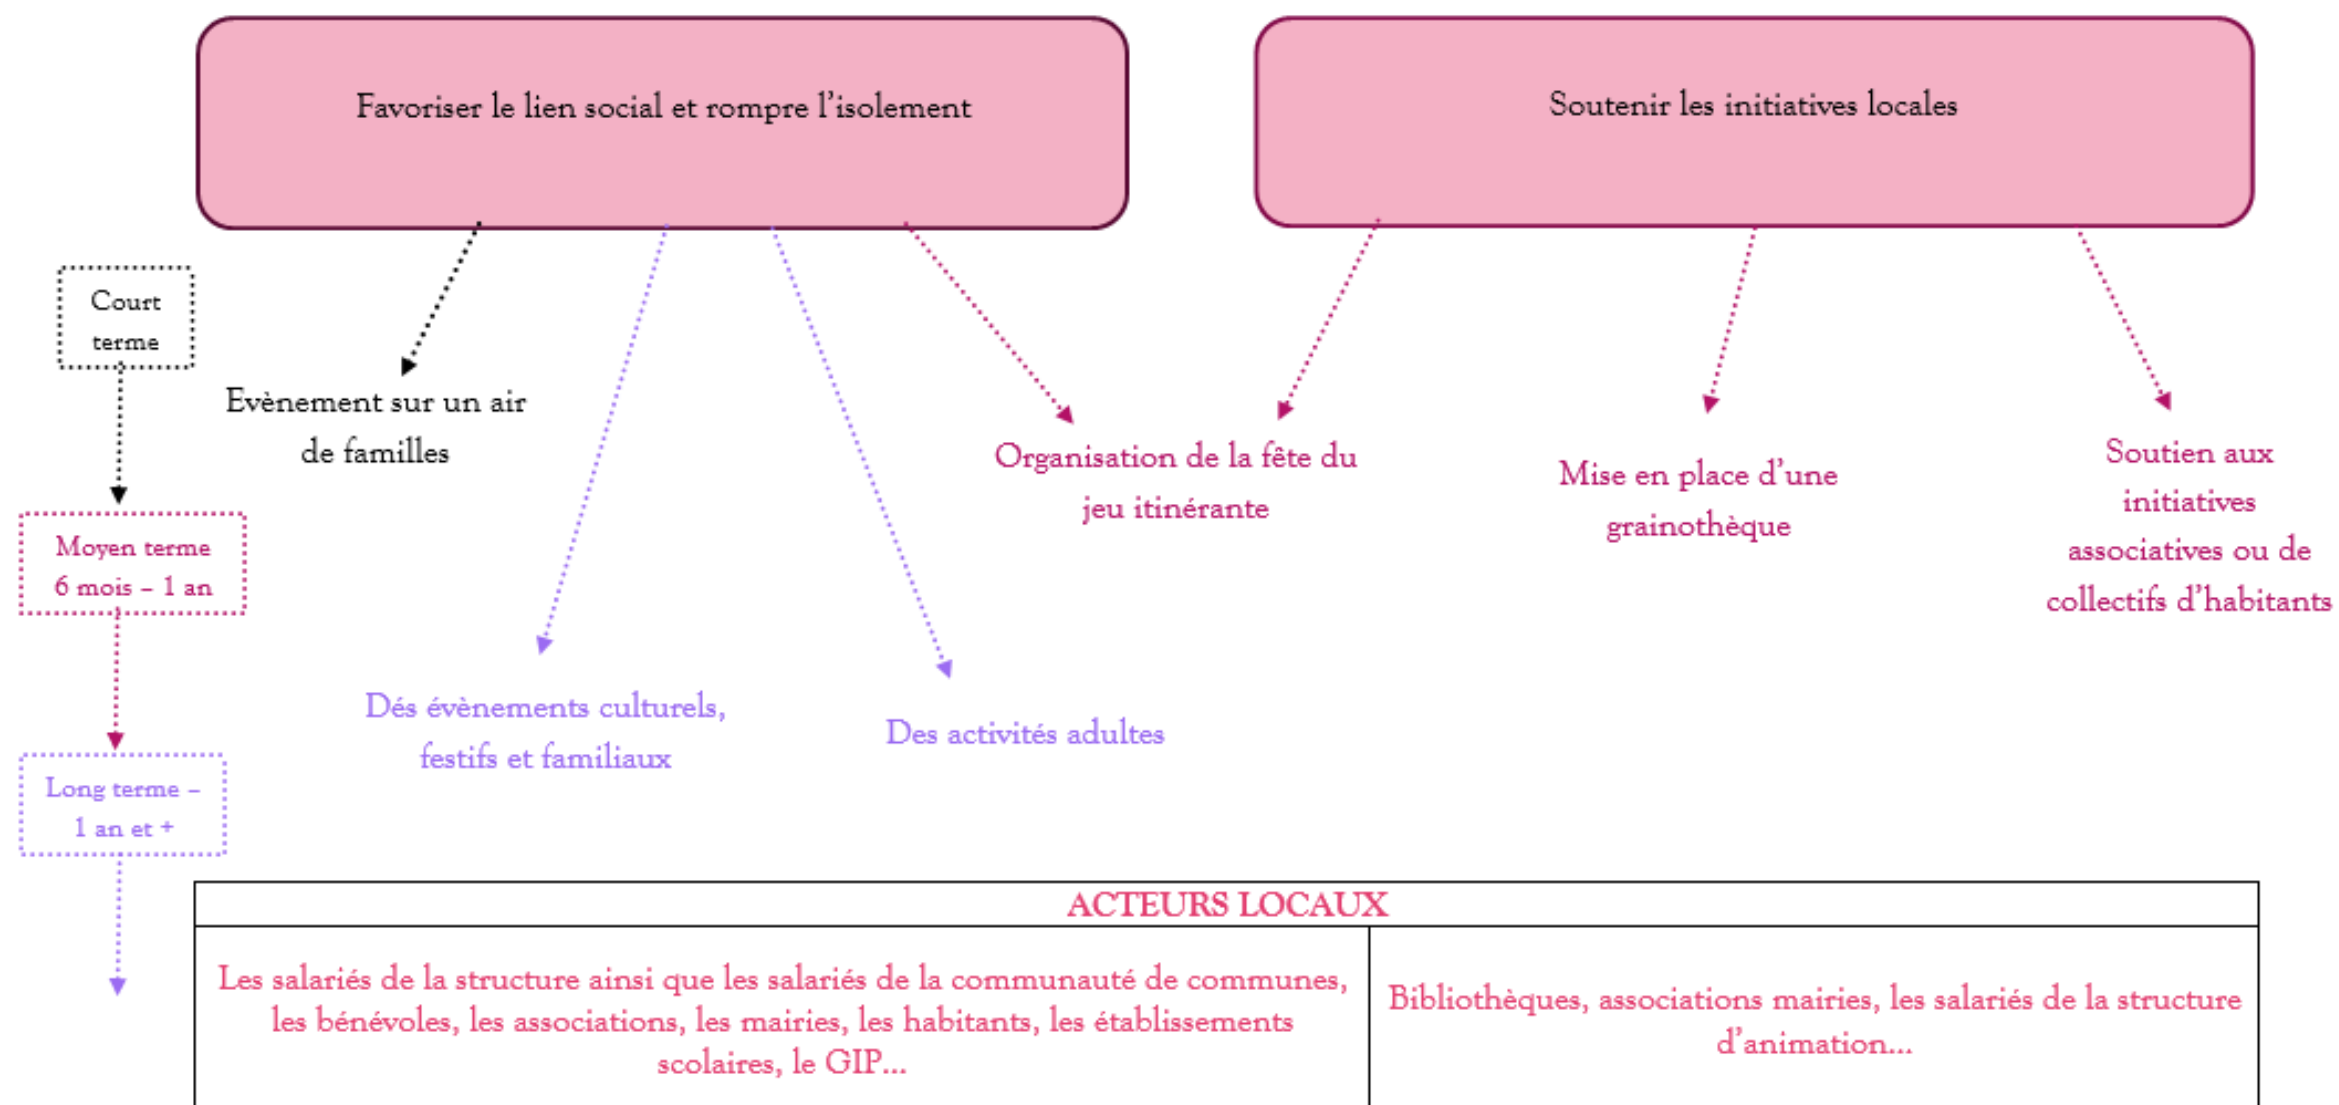 Favoriser le lien social et rompre l'isolement
Soutenir les initiatives locales
Court
terme
Evènement sur un air
de familles
Organisation de la fête du
jeu itinérante
Mise en place d'une
grainothèque
Soutien aux
initiatives
associatives ou de
collectifs d'habitants
Moyen terme
6 mois – 1 an
Dés évènements culturels,
festifs et familiaux
Des activités adultes
Long terme –
1 an et +
ACTEURS LOCAUX
Les salariés de la structure ainsi que les salariés de la communauté de communes,
les bénévoles, les associations, les mairies, les habitants, les établissements
scolaires, le GIP...
Bibliothèques, associations mairies, les salariés de la structure
d'animation...